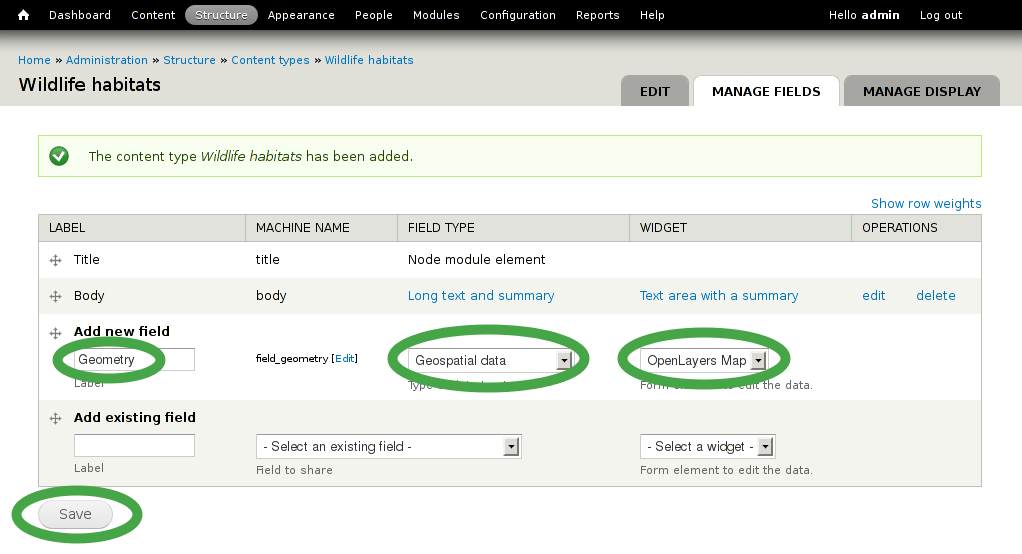 Dashboard Content Structure Appearance People Modules Configuration Reports Help Hello admin Log out
Home » Administration » Structure » Content types » Wildlife habitats
Wildlife habitats
EDIT MANAGE FIELDS MANAGE DISPLAY
The content type Wildlife habitats has been added.
Show row weights
LABEL MACHINE NAME FIELD TYPE WIDGET OPERATIONS
Title title Node module element
Body body Long text and summary Text area with a summary edit delete
Add new field
Geometry field_geometry [Edit] Geospatial data OpenLayers Map
Label to edit the data.
Add existing field
- Select an existing field - - Select a widget -
Label Field to share Form element to edit the data.
Save